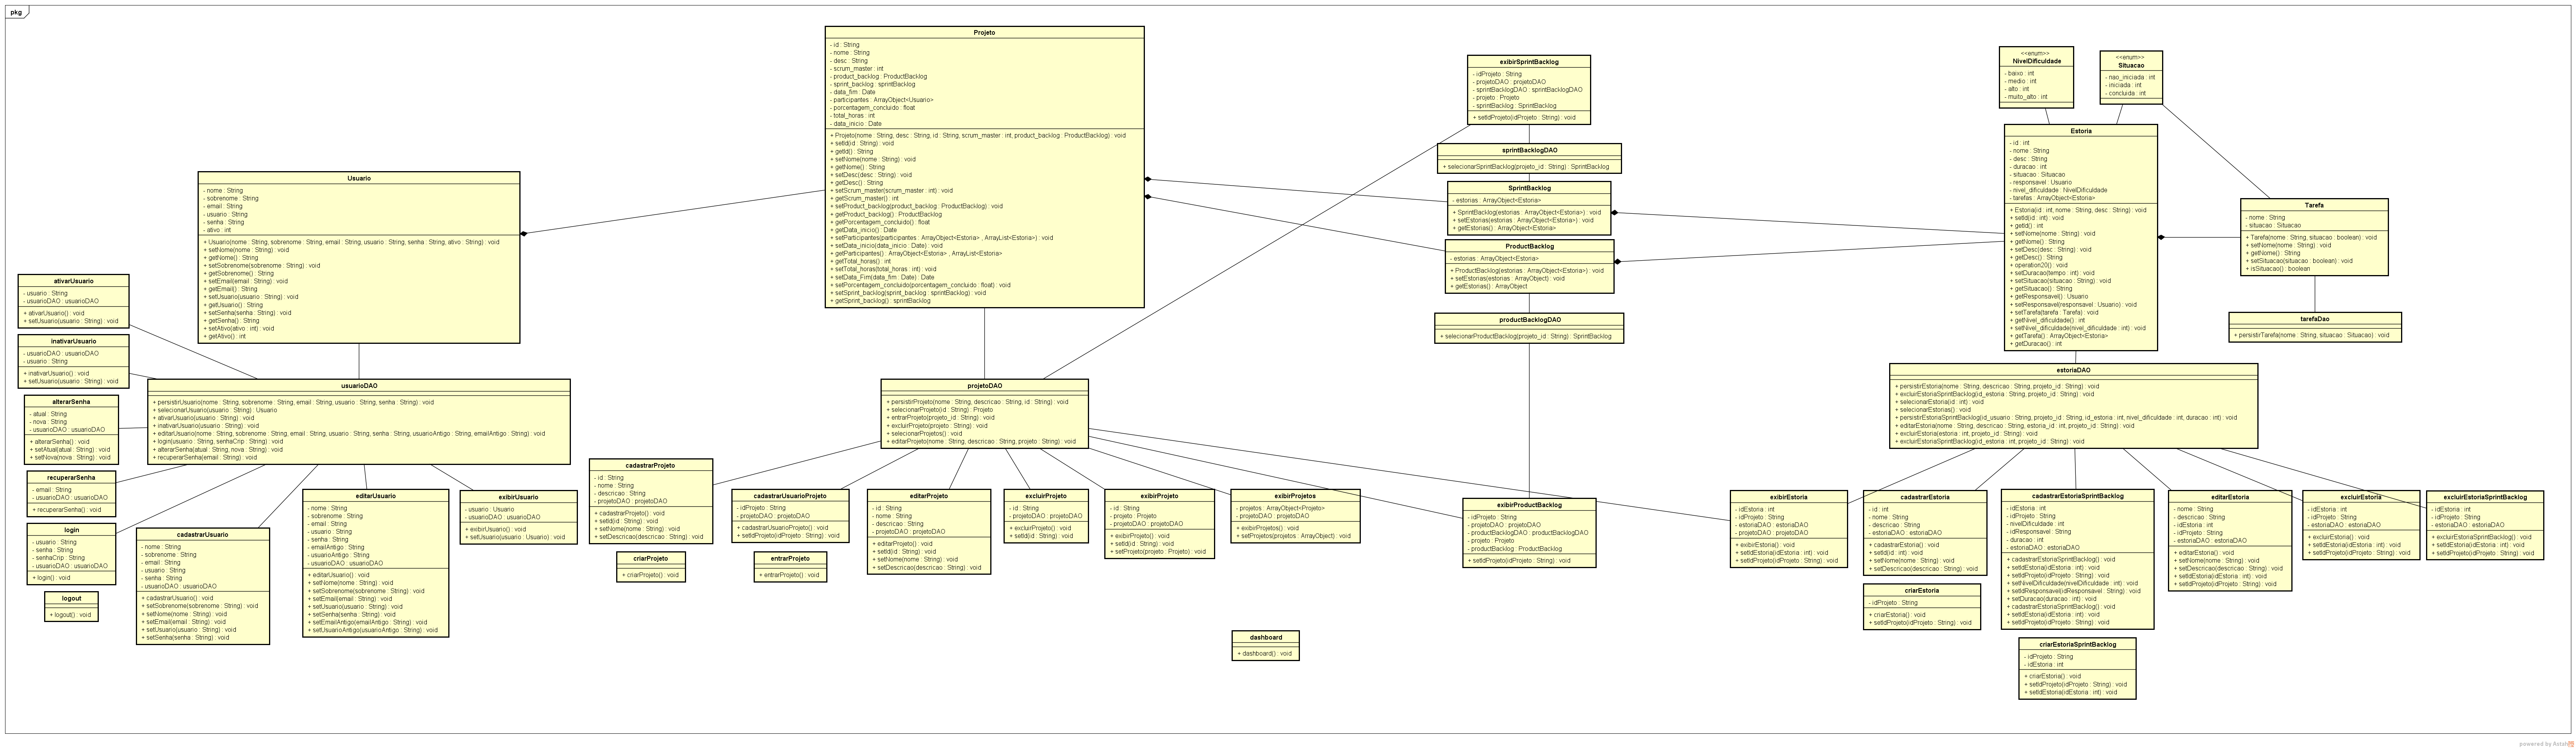 pkg
Projeto
- id : String
- nome : String
- desc : String
- scrum_master : int
- product_backlog : ProductBacklog
- sprint_backlog : sprintBacklog
- data_fim : Date
- participantes : ArrayObject<Usuario>
- porcentagem_concluido : float
- total_horas : int
- data_inicio : Date
+ Projeto(nome : String, desc : String, id : String, scrum_master : int, product_backlog : ProductBacklog) : void
+ setId(id : String) : void
+ getId() : String
+ setNome(nome : String) : void
+ getNome() : String
+ setDesc(desc : String) : void
+ getDesc() : String
+ setScrum_master(scrum_master : int) : void
+ getScrum_master() : int
+ setProduct_backlog(product_backlog : ProductBacklog) : void
+ getProduct_backlog() : ProductBacklog
+ getPorcentagem_concluido() : float
+ getData_inicio() : Date
+ setParticipantes(participantes : ArrayObject<Estoria> , ArrayList<Estoria>) : void
+ setData_inicio(data_inicio : Date) : void
+ getParticipantes() : ArrayObject<Estoria> , ArrayList<Estoria>
+ getTotal_horas() : int
+ setTotal_horas(total_horas : int) : void
+ setData_Fim(data_fim : Date) : Date
+ setPorcentagem_concluido(porcentagem_concluido : float) : void
+ setSprint_backlog(sprint_backlog : sprintBacklog) : void
+ getSprint_backlog() : sprintBacklog
exibirSprintBacklog
- idProjeto : String
- projetoDAO : projetoDAO
- sprintBacklogDAO : sprintBacklogDAO
- projeto : Projeto
- sprintBacklog : SprintBacklog
+ setIdProjeto(idProjeto : String) : void
sprintBacklogDAO
+ selecionarSprintBacklog(projeto_id : String) : SprintBacklog
SprintBacklog
- estorias : ArrayObject<Estoria>
+ SprintBacklog(estorias : ArrayObject<Estoria>) : void
+ setEstorias(estorias : ArrayObject<Estoria>) : void
+ getEstorias() : ArrayObject<Estoria>
ProductBacklog
- estorias : ArrayObject<Estoria>
+ ProductBacklog(estorias : ArrayObject<Estoria>) : void
+ setEstorias(estorias : ArrayObject) : void
+ getEstorias() : ArrayObject
productBacklogDAO
+ selecionarProductBacklog(projeto_id : String) : SprintBacklog
<<enum>>
NivelDificuldade
- baixo : int
- medio : int
- alto : int
- muito_alto : int
<<enum>>
Situacao
- nao_iniciada : int
- iniciada : int
- concluida : int
Estoria
- id : int
- nome : String
- desc : String
- duracao : int
- situacao : Situacao
- responsavel : Usuario
- nivel_dificuldade : NivelDificuldade
- tarefas : ArrayObject<Estoria>
+ Estoria(id : int, nome : String, desc : String) : void
+ setId(id : int) : void
+ getId() : int
+ setNome(nome : String) : void
+ getNome() : String
+ setDesc(desc : String) : void
+ getDesc() : String
+ operation20() : void
+ setDuracao(tempo : int) : void
+ setSituacao(situacao : String) : void
+ getSituacao() : String
+ getResponsavel() : Usuario
+ setResponsavel(responsavel : Usuario) : void
+ setTarefa(tarefa : Tarefa) : void
+ getNivel_dificuldade() : int
+ setNivel_dificuldade(nivel_dificuldade : int) : void
+ getTarefa() : ArrayObject<Estoria>
+ getDuracao() : int
Tarefa
- nome : String
- situacao : Situacao
+ Tarefa(nome : String, situacao : boolean) : void
+ setNome(nome : String) : void
+ getNome() : String
+ setSituacao(situacao : boolean) : void
+ isSituacao() : boolean
tarefaDao
+ persistirTarefa(nome : String, situacao : Situacao) : void
Usuario
- nome : String
- sobrenome : String
- email : String
- usuario : String
- senha : String
- ativo : int
+ Usuario(nome : String, sobrenome : String, email : String, usuario : String, senha : String, ativo : String) : void
+ setNome(nome : String) : void
+ getNome() : String
+ setSobrenome(sobrenome : String) : void
+ getSobrenome() : String
+ setEmail(email : String) : void
+ getEmail() : String
+ setUsuario(usuario : String) : void
+ getUsuario() : String
+ setSenha(senha : String) : void
+ getSenha() : String
+ setAtivo(ativo : int) : void
+ getAtivo() : int
ativarUsuario
- usuario : String
- usuarioDAO : usuarioDAO
+ ativarUsuario() : void
+ setUsuario(usuario : String) : void
inativarUsuario
- usuarioDAO : usuarioDAO
- usuario : String
+ inativarUsuario() : void
+ setUsuario(usuario : String) : void
alterarSenha
- atual : String
- nova : String
- usuarioDAO : usuarioDAO
+ alterarSenha() : void
+ setAtual(atual : String) : void
+ setNova(nova : String) : void
recuperarSenha
- email : String
- usuarioDAO : usuarioDAO
+ recuperarSenha() : void
login
- usuario : String
- senha : String
- senhaCrip : String
- usuarioDAO : usuarioDAO
+ login() : void
logout
+ logout() : void
usuarioDAO
+ persistirUsuario(nome : String, sobrenome : String, email : String, usuario : String, senha : String) : void
+ selecionarUsuario(usuario : String) : Usuario
+ ativarUsuario(usuario : String) : void
+ inativarUsuario(usuario : String) : void
+ editarUsuario(nome : String, sobrenome : String, email : String, usuario : String, senha : String, usuarioAntigo : String, emailAntigo : String) : void
+ login(usuario : String, senhaCrip : String) : void
+ alterarSenha(atual : String, nova : String) : void
+ recuperarSenha(email : String) : void
cadastrarUsuario
- nome : String
- sobrenome : String
- email : String
- usuario : String
- senha : String
- usuarioDAO : usuarioDAO
+ cadastrarUsuario() : void
+ setSobrenome(sobrenome : String) : void
+ setNome(nome : String) : void
+ setEmail(email : String) : void
+ setUsuario(usuario : String) : void
+ setSenha(senha : String) : void
editarUsuario
- nome : String
- sobrenome : String
- email : String
- usuario : String
- senha : String
- emailAntigo : String
- usuarioAntigo : String
- usuarioDAO : usuarioDAO
+ editarUsuario() : void
+ setNome(nome : String) : void
+ setSobrenome(sobrenome : String) : void
+ setEmail(email : String) : void
+ setUsuario(usuario : String) : void
+ setSenha(senha : String) : void
+ setEmailAntigo(emailAntigo : String) : void
+ setUsuarioAntigo(usuarioAntigo : String) : void
exibirUsuario
- usuario : Usuario
- usuarioDAO : usuarioDAO
+ exibirUsuario() : void
+ setUsuario(usuario : Usuario) : void
projetoDAO
+ persistirProjeto(nome : String, descricao : String, id : String) : void
+ selecionarProjeto(id : String) : Projeto
+ entrarProjeto(projeto_id : String) : void
+ excluirProjeto(projeto : String) : void
+ selecionarProjetos() : void
+ editarProjeto(nome : String, descricao : String, projeto : String) : void
cadastrarProjeto
- id : String
- nome : String
- descricao : String
- projetoDAO : projetoDAO
+ cadastrarProjeto() : void
+ setId(id : String) : void
+ setNome(nome : String) : void
+ setDescricao(descricao : String) : void
criarProjeto
+ criarProjeto() : void
cadastrarUsuarioProjeto
- idProjeto : String
- projetoDAO : projetoDAO
+ cadastrarUsuarioProjeto() : void
+ setIdProjeto(idProjeto : String) : void
entrarProjeto
+ entrarProjeto() : void
editarProjeto
- id : String
- nome : String
- descricao : String
- projetoDAO : projetoDAO
+ editarProjeto() : void
+ setId(id : String) : void
+ setNome(nome : String) : void
+ setDescricao(descricao : String) : void
excluirProjeto
- id : String
- projetoDAO : projetoDAO
+ excluirProjeto() : void
+ setId(id : String) : void
exibirProjeto
- id : String
- projeto : Projeto
- projetoDAO : projetoDAO
+ exibirProjeto() : void
+ setId(id : String) : void
+ setProjeto(projeto : Projeto) : void
exibirProjetos
- projetos : ArrayObject<Projeto>
- projetoDAO : projetoDAO
+ exibirProjetos() : void
+ setProjetos(projetos : ArrayObject) : void
exibirProductBacklog
- idProjeto : String
- projetoDAO : projetoDAO
- productBacklogDAO : productBacklogDAO
- projeto : Projeto
- productBacklog : ProductBacklog
+ setIdProjeto(idProjeto : String) : void
dashboard
+ dashboard() : void
estoriaDAO
+ persistirEstoria(nome : String, descricao : String, projeto_id : String) : void
+ excluirEstoriaSprintBacklog(id_estoria : String, projeto_id : String) : void
+ selecionarEstoria(id : int) : void
+ selecionarEstorias() : void
+ persistirEstoriaSprintBacklog(id_usuario : String, projeto_id : String, id_estoria : int, nivel_dificuldade : int, duracao : int) : void
+ editarEstoria(nome : String, descricao : String, estoria_id : int, projeto_id : String) : void
+ excluirEstoria(estoria : int, projeto_id : String) : void
+ excluirEstoriaSprintBacklog(id_estoria : int, projeto_id : String) : void
exibirEstoria
- idEstoria : int
- idProjeto : String
- estoriaDAO : estoriaDAO
- projetoDAO : projetoDAO
+ exibirEstoria() : void
+ setIdEstoria(idEstoria : int) : void
+ setIdProjeto(idProjeto : String) : void
cadastrarEstoria
- id : int
- nome : String
- descricao : String
- estoriaDAO : estoriaDAO
+ cadastrarEstoria() : void
+ setId(id : int) : void
+ setNome(nome : String) : void
+ setDescricao(descricao : String) : void
criarEstoria
- idProjeto : String
+ criarEstoria() : void
+ setIdProjeto(idProjeto : String) : void
cadastrarEstoriaSprintBacklog
- idEstoria : int
- idProjeto : String
- nivelDificuldade : int
- idResponsavel : String
- duracao : int
- estoriaDAO : estoriaDAO
+ cadastrarEstoriaSprintBacklog() : void
+ setIdEstoria(idEstoria : int) : void
+ setIdProjeto(idProjeto : String) : void
+ setNivelDificuldade(nivelDificuldade : int) : void
+ setIdResponsavel(idResponsavel : String) : void
+ setDuracao(duracao : int) : void
+ cadastrarEstoriaSprintBacklog() : void
+ setIdEstoria(idEstoria : int) : void
+ setIdProjeto(idProjeto : String) : void
criarEstoriaSprintBacklog
- idProjeto : String
- idEstoria : int
+ criarEstoria() : void
+ setIdProjeto(idProjeto : String) : void
+ setIdEstoria(idEstoria : int) : void
editarEstoria
- nome : String
- descricao : String
- idEstoria : int
- idProjeto : String
- estoriaDAO : estoriaDAO
+ editarEstoria() : void
+ setNome(nome : String) : void
+ setDescricao(descricao : String) : void
+ setIdEstoria(idEstoria : int) : void
+ setIdProjeto(idProjeto : String) : void
excluirEstoria
- idEstoria : int
- idProjeto : String
- estoriaDAO : estoriaDAO
+ excluirEstoria() : void
+ setIdEstoria(idEstoria : int) : void
+ setIdProjeto(idProjeto : String) : void
excluirEstoriaSprintBacklog
- idEstoria : int
- idProjeto : String
- estoriaDAO : estoriaDAO
+ excluirEstoriaSprintBacklog() : void
+ setIdEstoria(idEstoria : int) : void
+ setIdProjeto(idProjeto : String) : void
powered by Astah